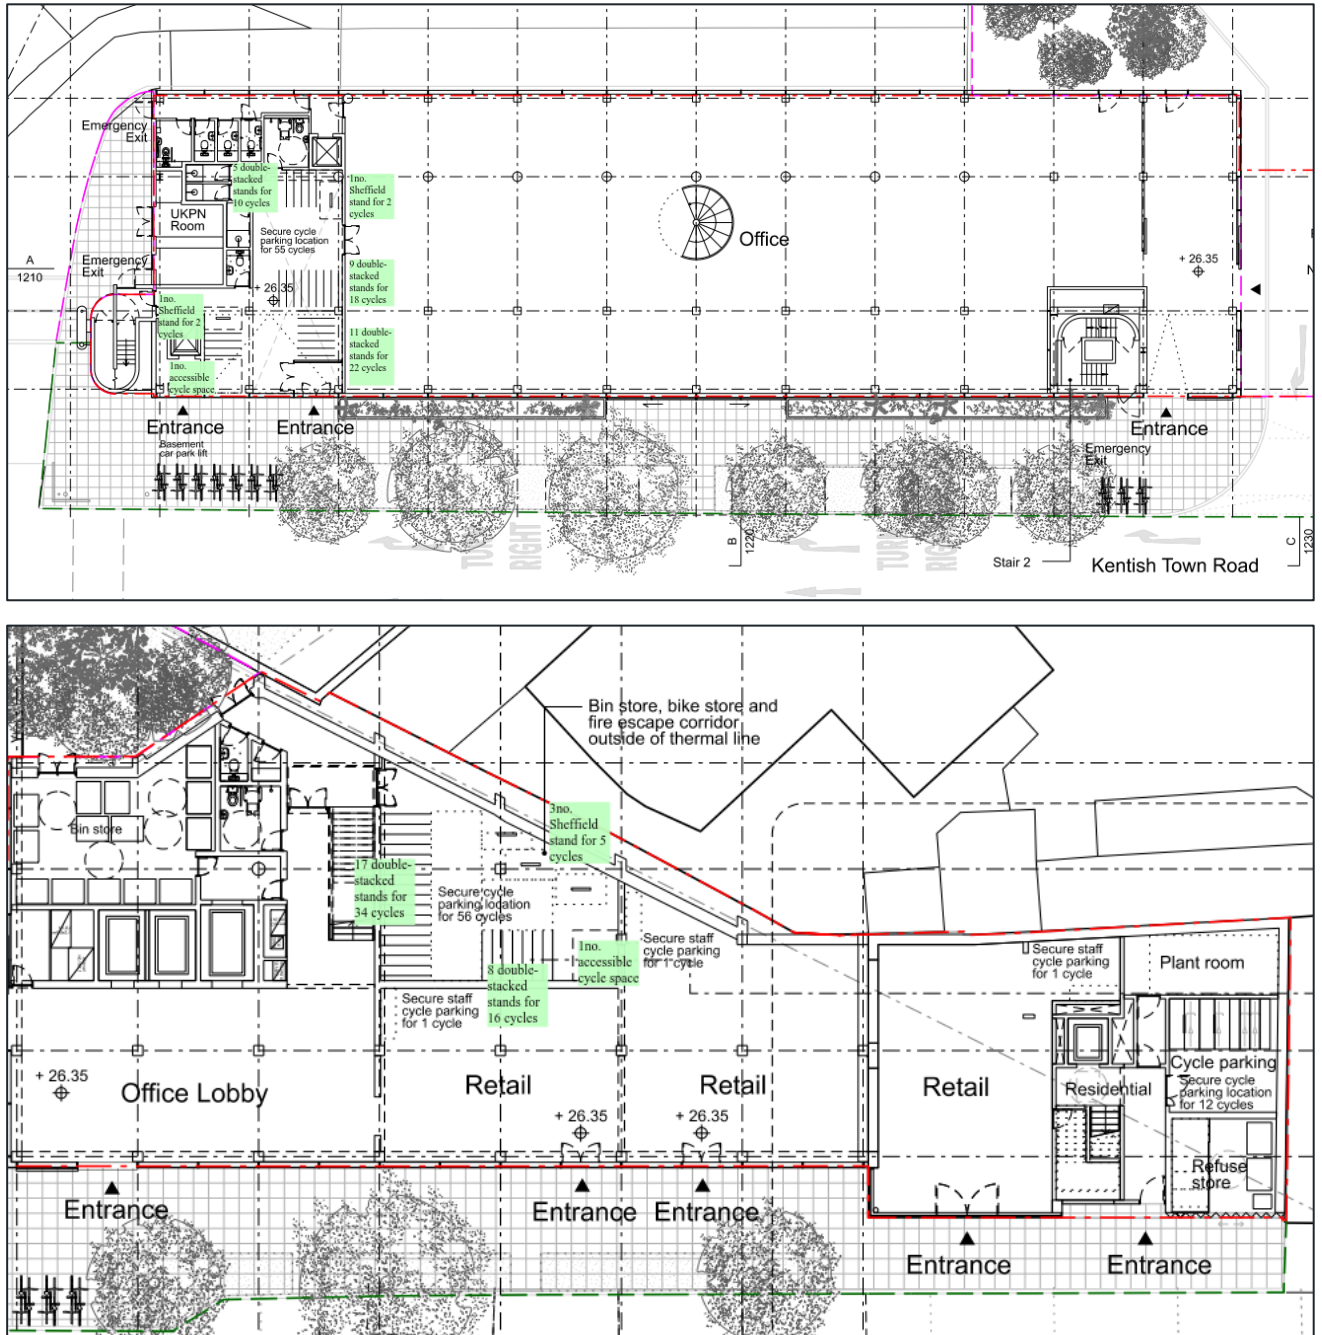 Emergency
Exit
5 double-
stacked
stands for
10 cycles
1no.
Sheffield
stand for 2
cycles
UKPN
Room
Secure cycle
parking location
for 55 cycles
Office
A
1210
Emergency
Exit
+ 26.35
9 double-
stacked
stands for
18 cycles
+ 26.35
1no.
Sheffield
stand for 2
cycles
11 double-
stacked
stands for
22 cycles
1no.
accessible
cycle space
Entrance
Entrance
Entrance
Basement
car park lift
Emergency
Exit
TURN
RIGHT
B
1220
TURN
RIGHT
Stair 2
Kentish Town Road
C
1230
Bin store, bike store and
fire escape corridor
outside of thermal line
Bin store
3no.
Sheffield
stand for 5
cycles
17 double-
stacked
stands for
34 cycles
Secure cycle
parking location
for 56 cycles
1no.
accessible
cycle space
Secure staff
cycle parking
for 1 cycle
Secure staff
cycle parking
for 1 cycle
Plant room
8 double-
stacked
stands for
16 cycles
Secure staff
cycle parking
for 1 cycle
+ 26.35
Office Lobby
Retail
Retail
Retail
Residential
Cycle parking
Secure cycle
parking location
for 12 cycles
+ 26.35
+ 26.35
Refuse
store
Entrance
Entrance
Entrance
Entrance
Entrance